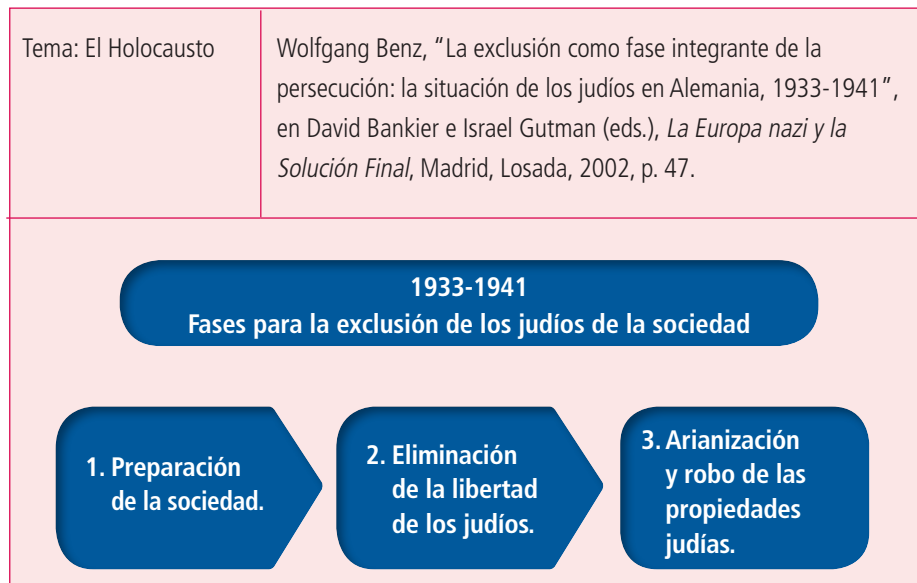 Tema: El Holocausto
Wolfgang Benz, “La exclusión como fase integrante de la
persecución: la situación de los judíos en Alemania, 1933-1941”,
en David Bankier e Israel Gutman (eds.), La Europa nazi y la
Solución Final, Madrid, Losada, 2002, p. 47.
1933-1941
Fases para la exclusión de los judíos de la sociedad
1. Preparación
de la sociedad.
2. Eliminación
de la libertad
de los judíos.
3. Arianización
y robo de las
propiedades
judías.